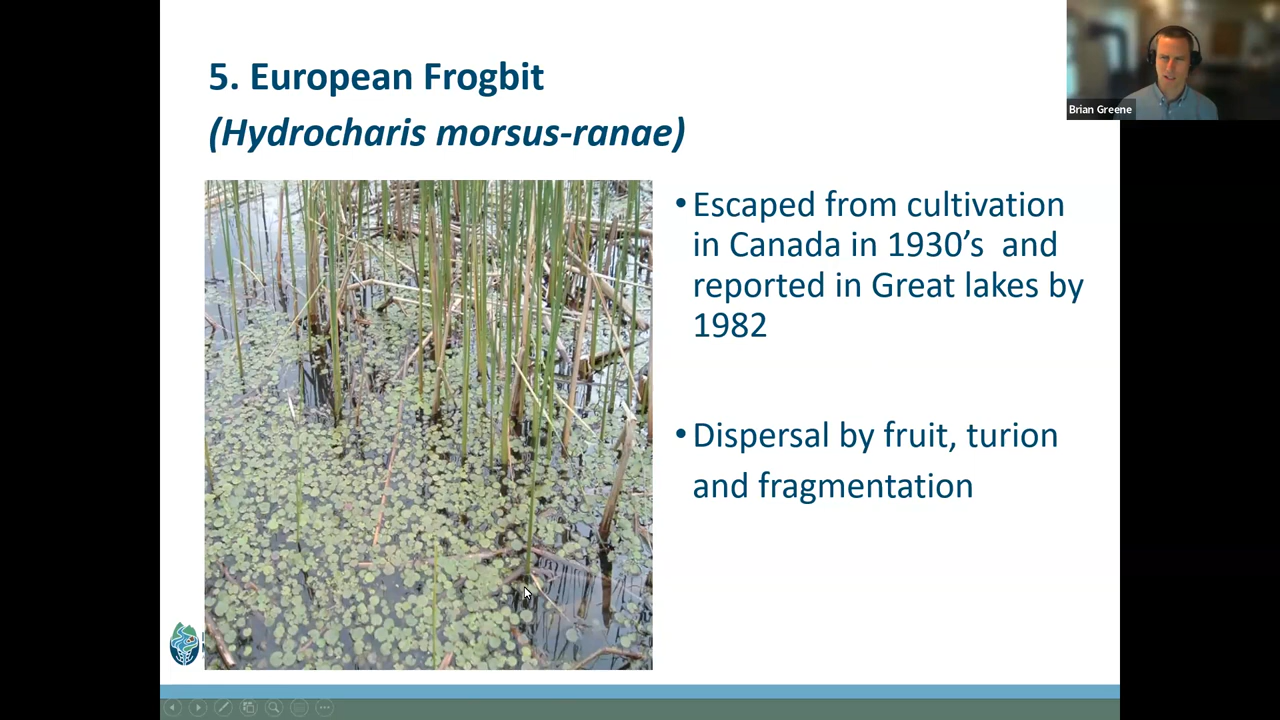 5. European Frogbit
(Hydrocharis morsus-ranae)
Brian Greene
•Escaped from cultivation
in Canada in 1930’s  and
reported in Great lakes by
1982
•Dispersal by fruit, turion
and fragmentation